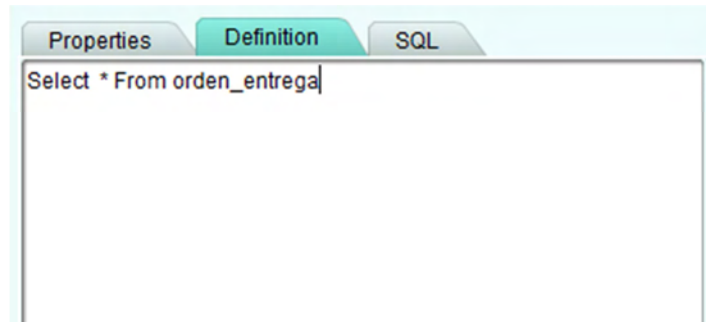 Properties Definition SQL
Select * From orden_entrega